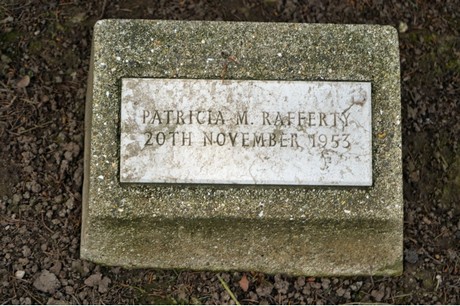 PATRICIA M. RAFFERTY
20TH NOVEMBER 1953